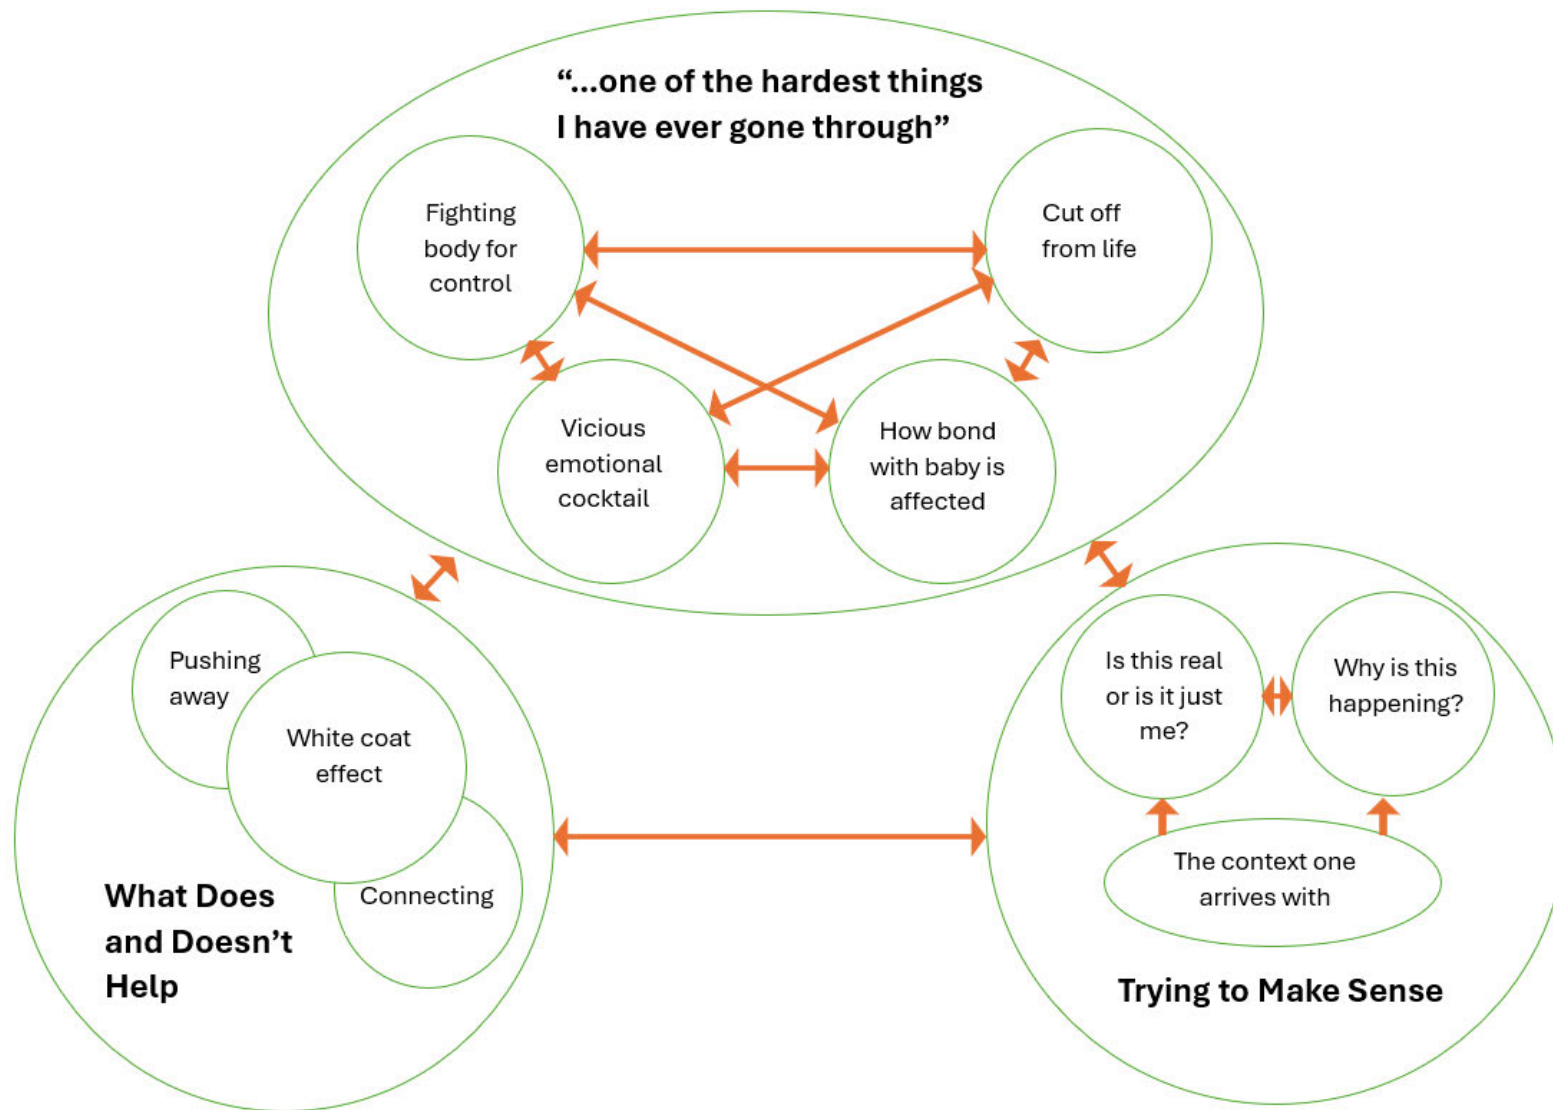 “...one of the hardest things
I have ever gone through”
Fighting
body for
control
Cut off
from life
Vicious
emotional
cocktail
How bond
with baby is
affected
Pushing
away
White coat
effect
Connecting
What Does
and Doesn’t
Help
Is this real
or is it just
me?
Why is this
happening?
The context one
arrives with
Trying to Make Sense